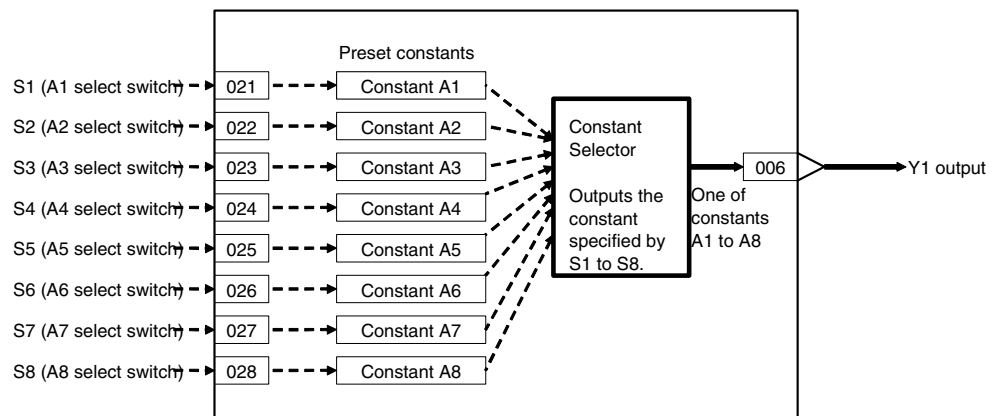 Preset constants
S1 (A1 select switch) 021 Constant A1
S2 (A2 select switch) 022 Constant A2
S3 (A3 select switch) 023 Constant A3
S4 (A4 select switch) 024 Constant A4
S5 (A5 select switch) 025 Constant A5
S6 (A6 select switch) 026 Constant A6
S7 (A7 select switch) 027 Constant A7
S8 (A8 select switch) 028 Constant A8
Constant
Selector
Outputs the
constant
specified by
S1 to S8.
006
Y1 output
One of
constants
A1 to A8